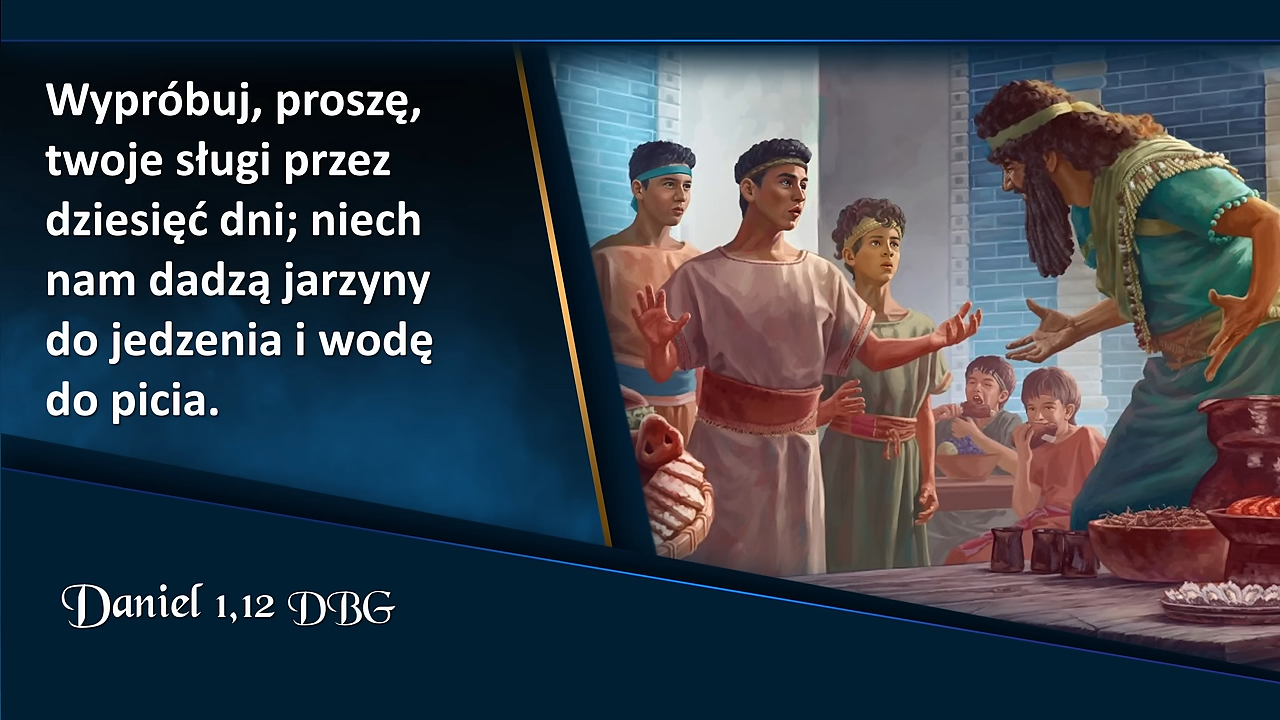 Wypróbuj, proszę,
twoje sługi przez
dziesięć dni; niech
nam dadzą jarzyny
do jedzenia i wodę
do picia.
Daniel 1,12 DBG